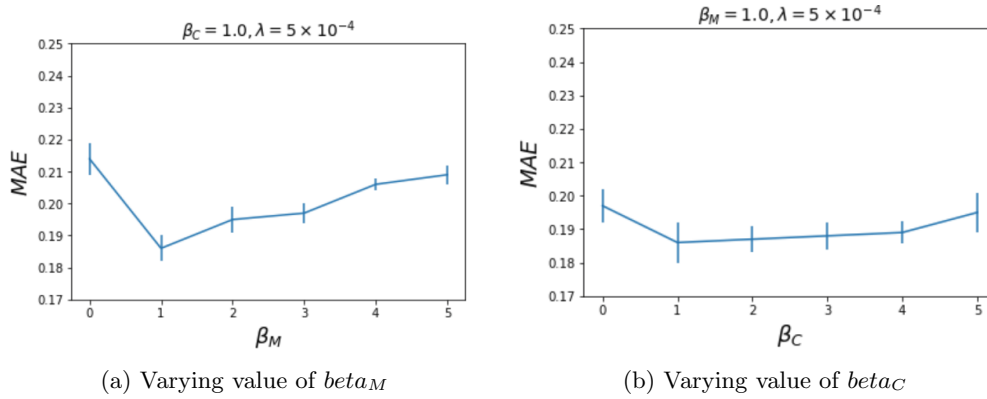 β_C = 1.0, λ = 5 × 10⁻⁴
0.25
0.24
0.23
0.22
0.21
0.20
0.19
0.18
0.17
MAE
0 1 2 3 4 5
β_M
(a) Varying value of beta_M
β_M = 1.0, λ = 5 × 10⁻⁴
0.25
0.24
0.23
0.22
0.21
0.20
0.19
0.18
0.17
MAE
0 1 2 3 4 5
β_C
(b) Varying value of beta_C